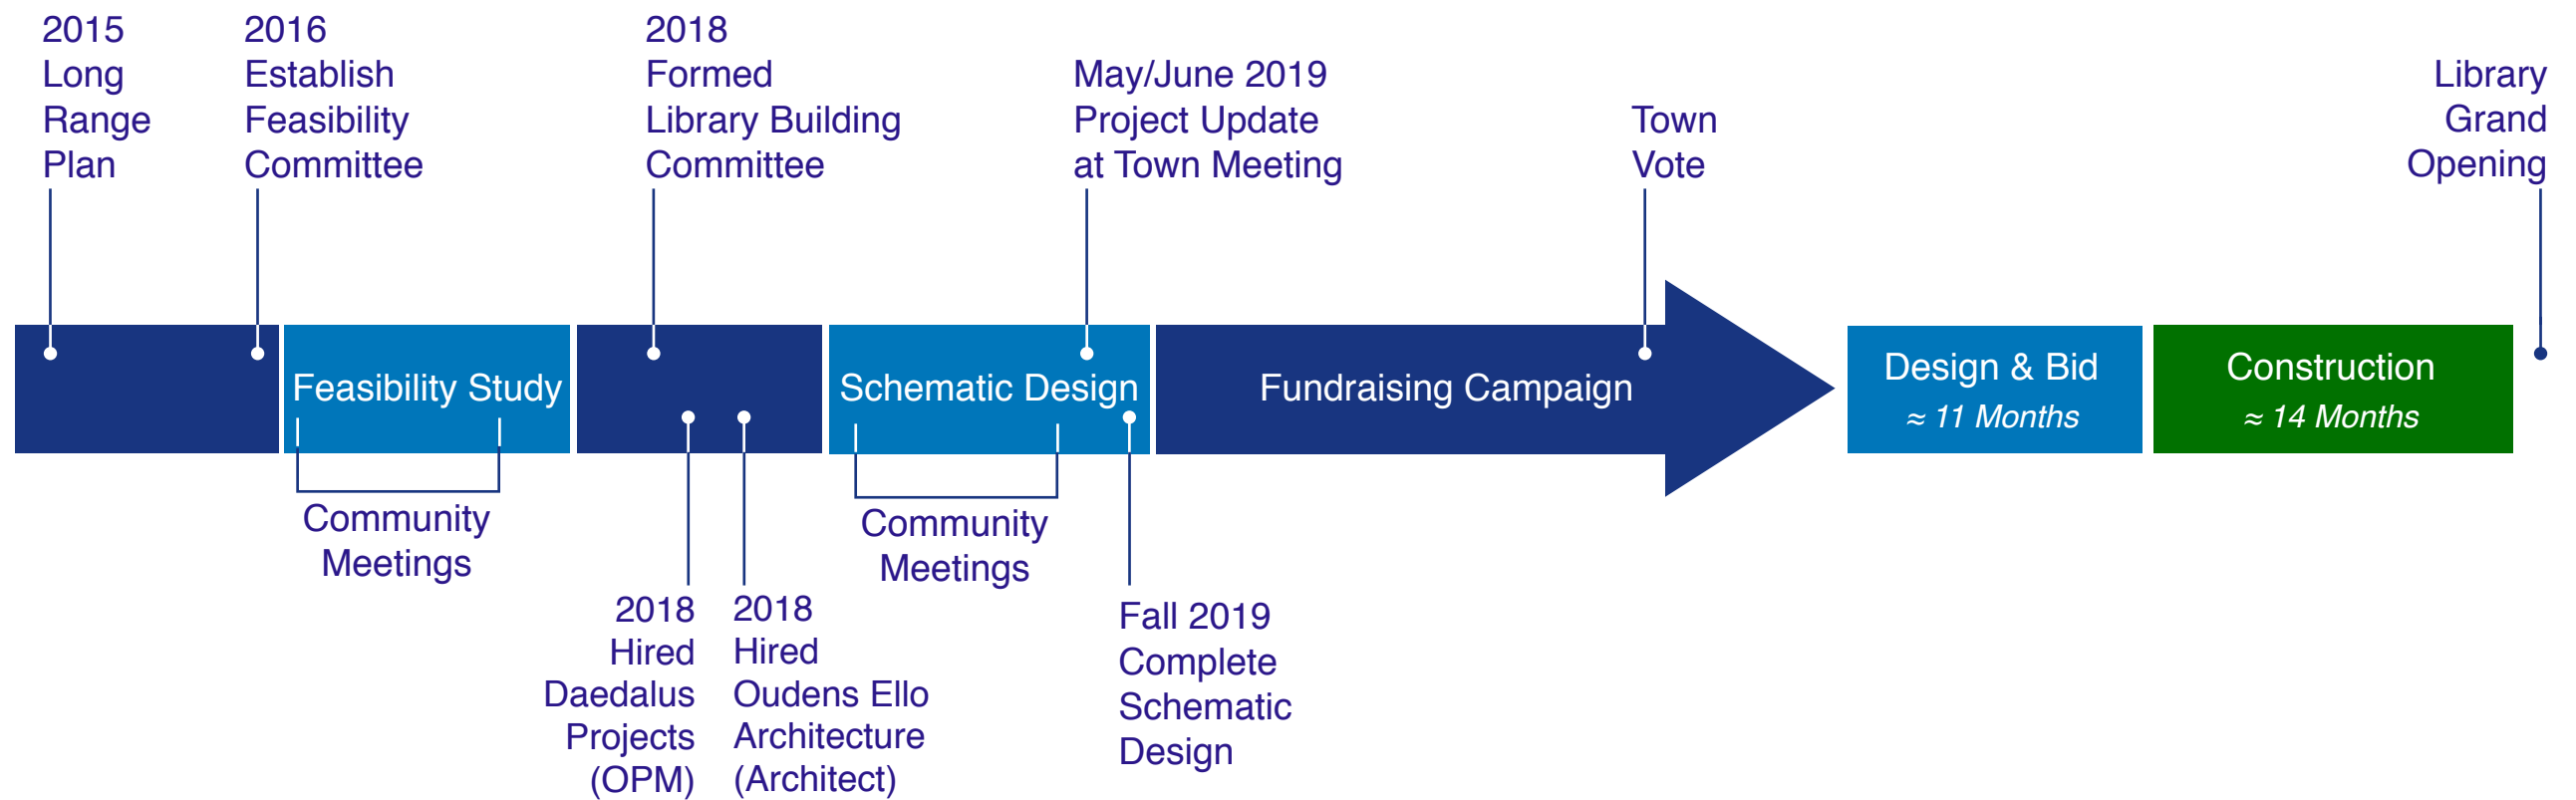 2015
Long
Range
Plan
2016
Establish
Feasibility
Committee
2018
Formed
Library Building
Committee
May/June 2019
Project Update
at Town Meeting
Town
Vote
Library
Grand
Opening
Feasibility Study
Schematic Design
Fundraising Campaign
Design & Bid
≈ 11 Months
Construction
≈ 14 Months
Community
Meetings
2018
Hired
Daedalus
Projects
(OPM)
2018
Hired
Oudens Ello
Architecture
(Architect)
Community
Meetings
Fall 2019
Complete
Schematic
Design